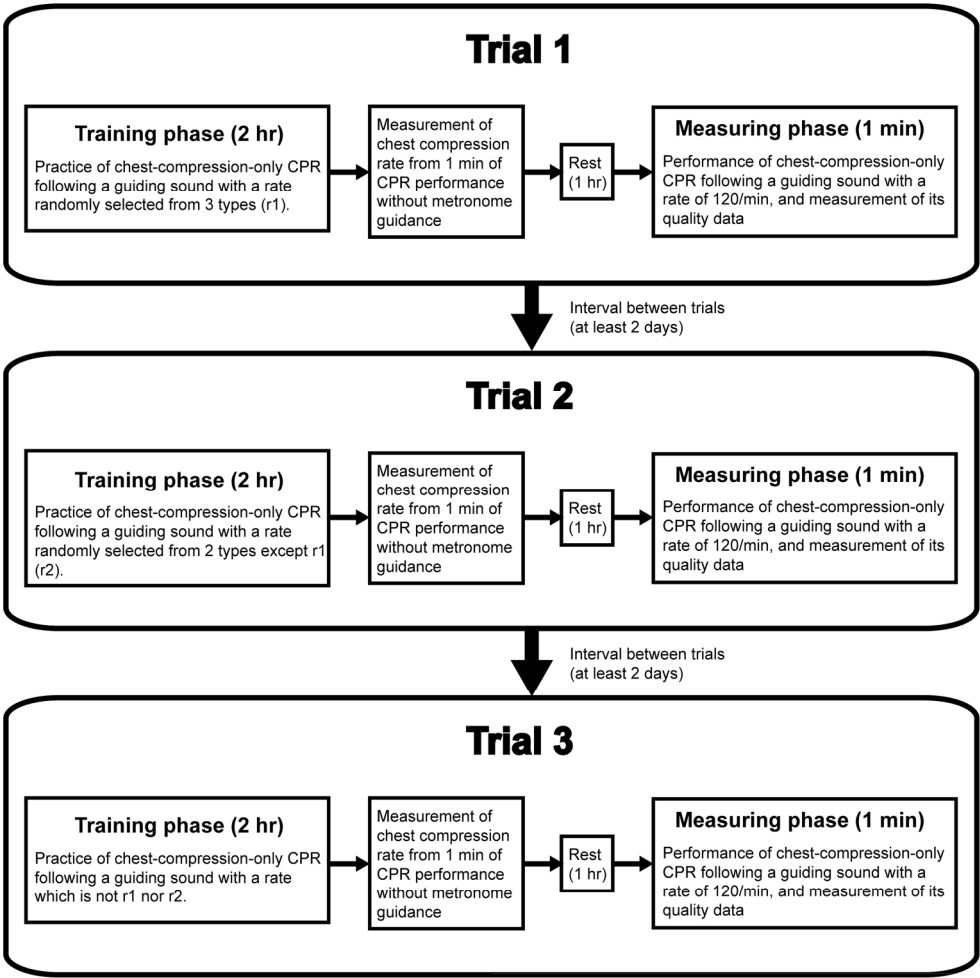 Trial 1
Training phase (2 hr)
Practice of chest-compression-only CPR
following a guiding sound with a rate
randomly selected from 3 types (r1).
Measurement of
chest compression
rate from 1 min of
CPR performance
without metronome
guidance
Rest
(1 hr)
Measuring phase (1 min)
Performance of chest-compression-only
CPR following a guiding sound with a
rate of 120/min, and measurement of its
quality data
Interval between trials
(at least 2 days)
Trial 2
Training phase (2 hr)
Practice of chest-compression-only CPR
following a guiding sound with a rate
randomly selected from 2 types except r1
(r2).
Measurement of
chest compression
rate from 1 min of
CPR performance
without metronome
guidance
Rest
(1 hr)
Measuring phase (1 min)
Performance of chest-compression-only
CPR following a guiding sound with a
rate of 120/min, and measurement of its
quality data
Interval between trials
(at least 2 days)
Trial 3
Training phase (2 hr)
Practice of chest-compression-only CPR
following a guiding sound with a rate
which is not r1 nor r2.
Measurement of
chest compression
rate from 1 min of
CPR performance
without metronome
guidance
Rest
(1 hr)
Measuring phase (1 min)
Performance of chest-compression-only
CPR following a guiding sound with a
rate of 120/min, and measurement of its
quality data